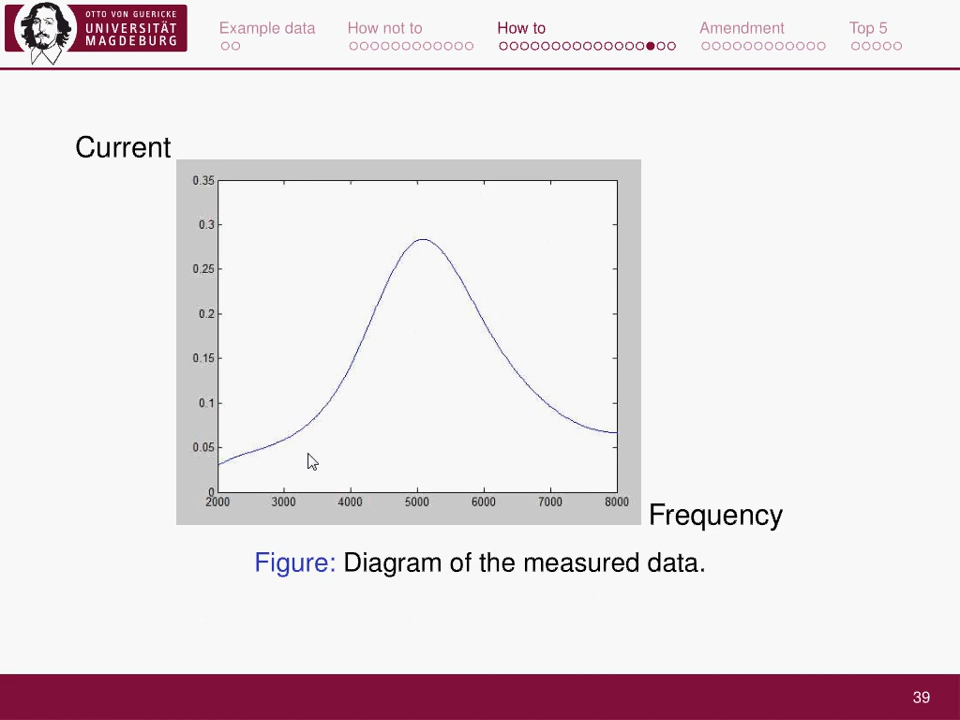 OTTO VON GUERICKE
UNIVERSITÄT
MAGDEBURG
Example data
How not to
How to
Amendment
Top 5
Current
0.35
0.3
0.25
0.2
0.15
0.1
0.05
0
2000 3000 4000 5000 6000 7000 8000
Frequency
Figure: Diagram of the measured data.
39